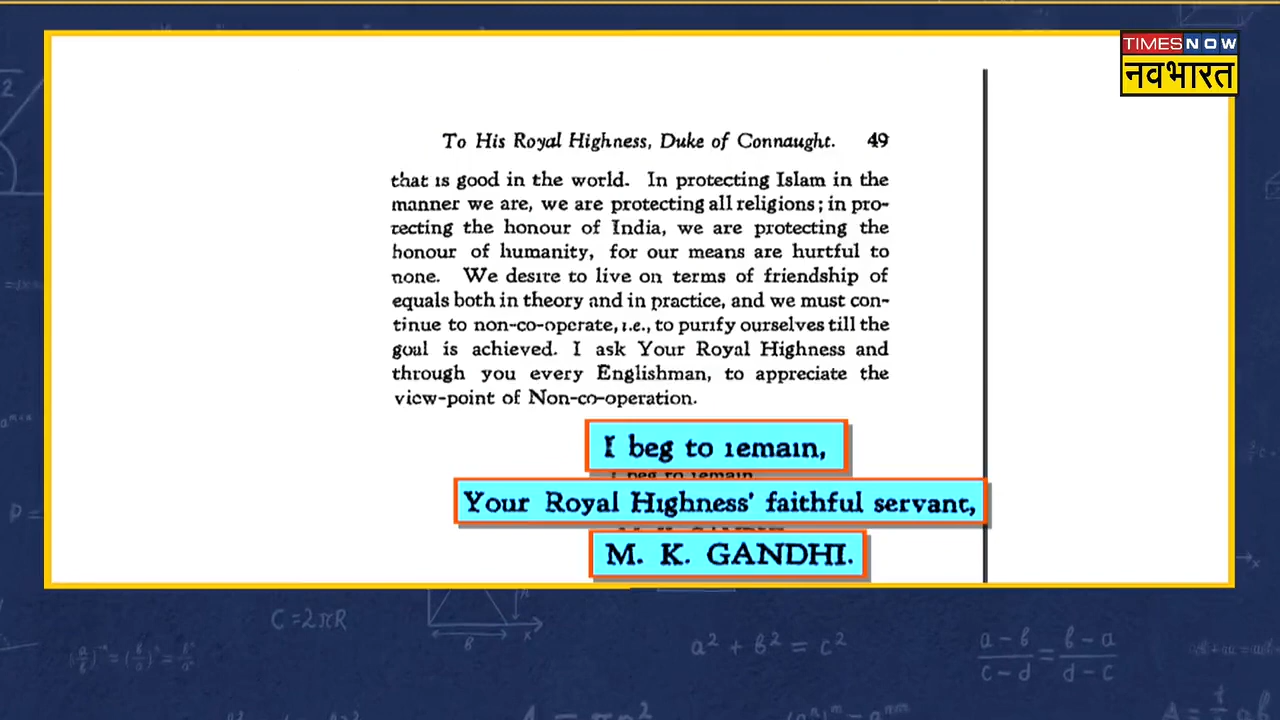 TIMES NOW
नवभारत
To His Royal Highness, Duke of Connaught. 49
that is good in the world. In protecting Islam in the
manner we are, we are protecting all religions; in pro-
tecting the honour of India, we are protecting the
honour of humanity, for our means are hurtful to
none. We desire to live on terms of friendship of
equals both in theory and in practice, and we must con-
tinue to non-co-operate, i.e., to purify ourselves till the
goal is achieved. I ask Your Royal Highness and
through you every Englishman, to appreciate the
view-point of Non-co-operation.
I beg to remain,
Your Royal Highness' faithful servant,
M. K. GANDHI.
C=2πR
a² + b² = c²
a-b/c-d = b-a/d-c